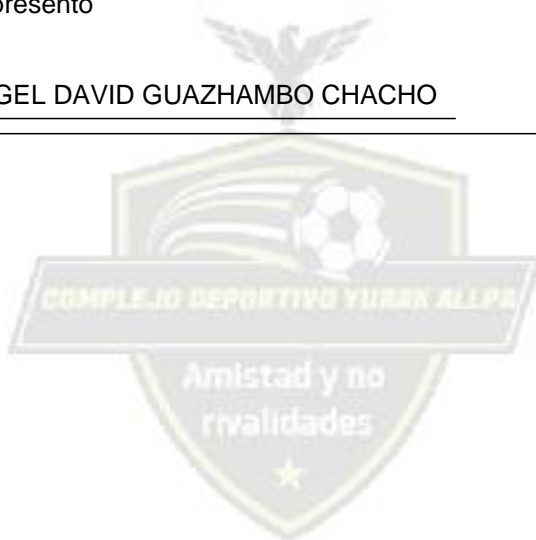 presento
GEL DAVID GUAZHAMBO CHACHO
COMPLEJO DEPORTIVO YURAK ALLPA
Amistad y no
rivalidades